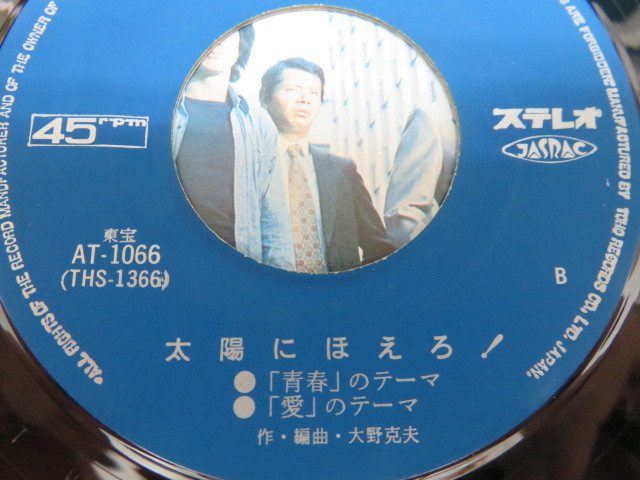 ALL RIGHTS OF THE RECORD MANUFACTURER AND OF THE OWNER OF
ARE FORBIDDEN. MANUFACTURED BY TOHO RECORDS CO., LTD. JAPAN.
45rpm
ステレオ
JASRAC
東宝
AT-1066
(THS-1366)
B
太陽にほえろ!
●「青春」のテーマ
●「愛」のテーマ
作・編曲・大野克夫